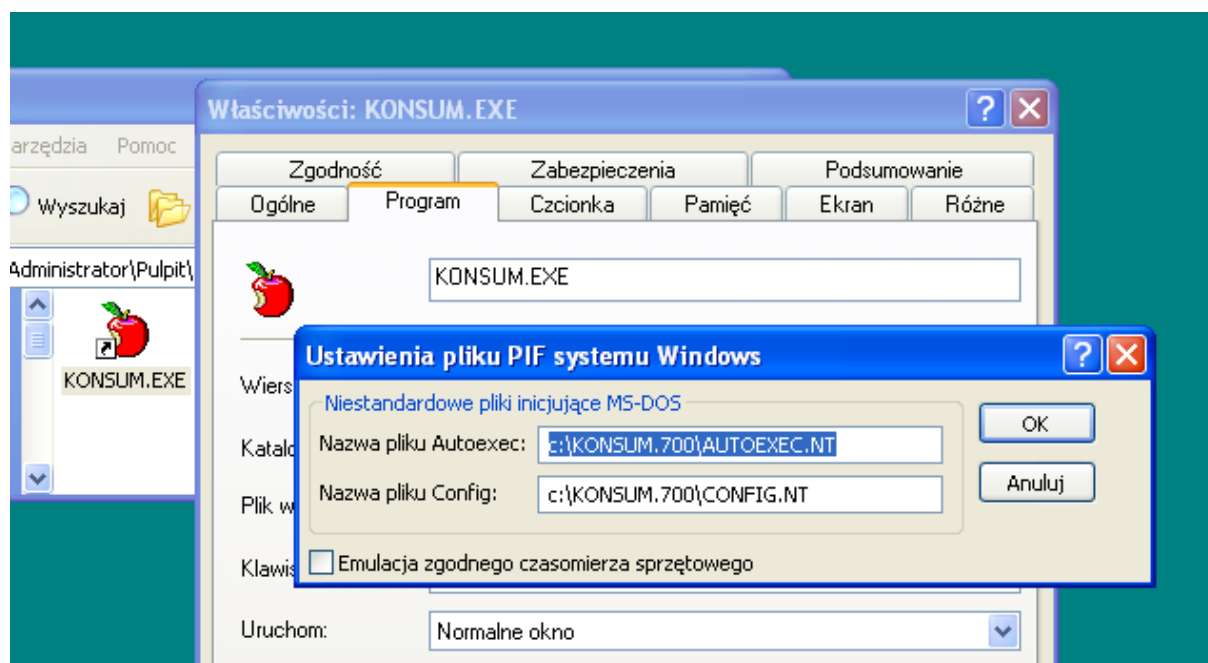 Właściwości: KONSUM.EXE
arzędzia Pomoc
Zgodność Zabezpieczenia Podsumowanie
Wyszukaj
Ogólne Program Czcionka Pamięć Ekran Różne
Administrator\Pulpit\
KONSUM.EXE
KONSUM.EXE
Ustawienia pliku PIF systemu Windows
Wiers
Niestandardowe pliki inicjujące MS-DOS
OK
Nazwa pliku Autoexec: c:\KONSUM.700\AUTOEXEC.NT
Katalo
Nazwa pliku Config: c:\KONSUM.700\CONFIG.NT
Anuluj
Plik w
Emulacja zgodnego czasomierza sprzętowego
Klawis
Uruchom: Normalne okno